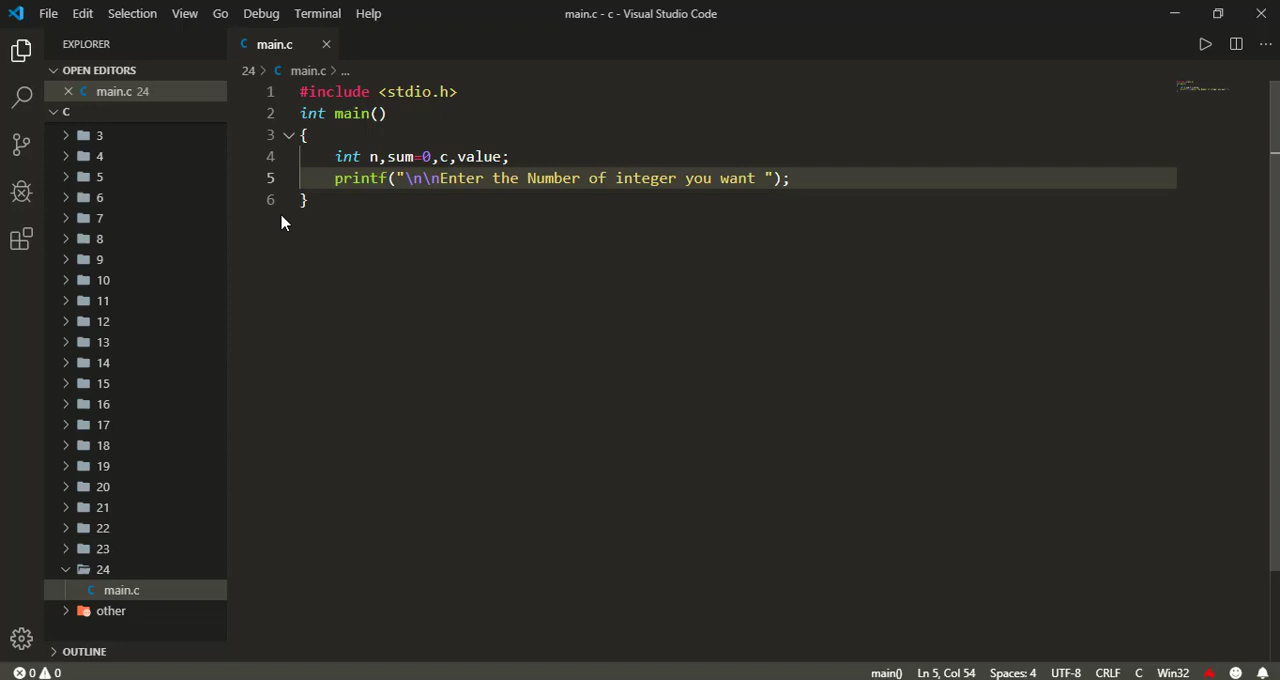 File Edit Selection View Go Debug Terminal Help main.c - c - Visual Studio Code
EXPLORER
OPEN EDITORS
main.c 24
C
3
4
5
6
7
8
9
10
11
12
13
14
15
16
17
18
19
20
21
22
23
24
main.c
other
OUTLINE
main.c
24 > C main.c > ...
1 #include <stdio.h>
2 int main()
3 {
4 int n,sum=0,c,value;
5 printf("\n\nEnter the Number of integer you want ");
6 }
0 0 main() Ln 5, Col 54 Spaces: 4 UTF-8 CRLF C Win32